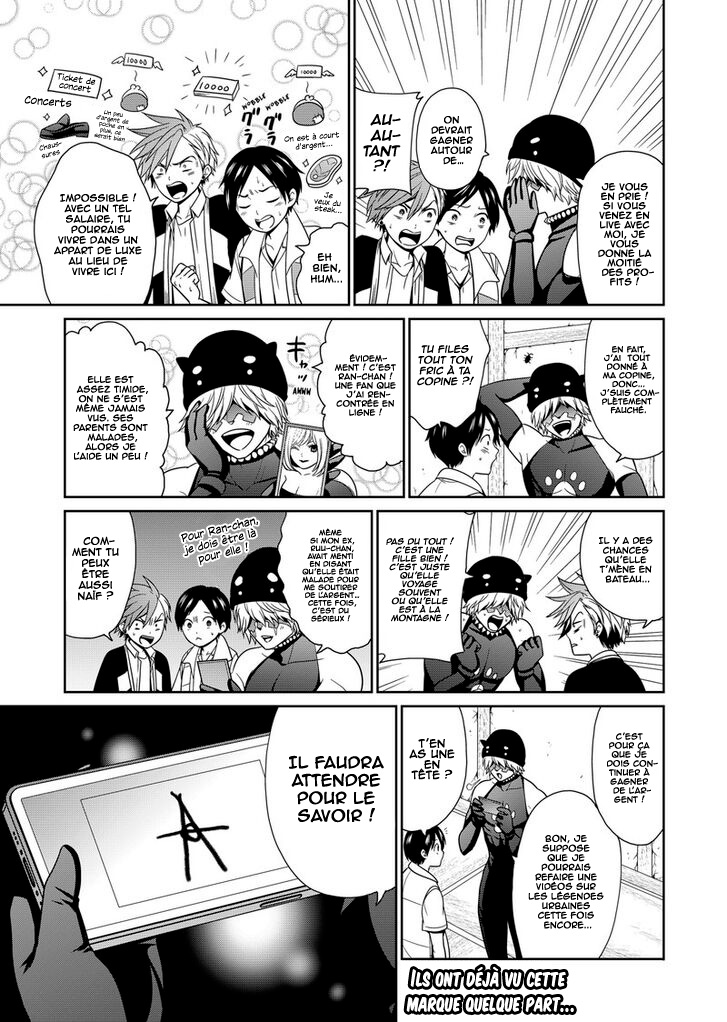 JE VOUS
EN PRIE ! SI
VOUS VENEZ
EN LIVE AVEC
MOI, JE
VOUS DONNE
LA MOITIÉ
DES PRO-
FITS !
ON
DEVRAIT
GAGNER
AUTOUR
DE...
AU-
AU-
TANT
?!
WOBBLE
WOBBLE
グ
ラ
グ
ラ
10000
10000
10000
Ticket de
concert
Concerts
Chaus-
sures
Un peu
d'argent de
poche en
plus, ce
serait bien...
On est à court
d'argent...
Je
veux du
steak...
EH
BIEN,
HUM...
IMPOSSIBLE !
AVEC UN TEL
SALAIRE, TU
POURRAIS
VIVRE DANS UN
APPART DE LUXE
AU LIEU DE
VIVRE ICI !
EN FAIT,
J'AI TOUT
DONNÉ À
MA COPINE,
DONC...
J'SUIS COM-
PLÈTEMENT
FAUCHÉ.
TU FILES
TOUT TON
FRIC À TA
COPINE ?!
ÉVIDEM-
MENT ! C'EST
RAN-CHAN !
UNE FAN QUE
J'AI REN-
CONTRÉE EN
LIGNE !
AWW
AWWW
ELLE EST
ASSEZ TIMIDE,
ON NE S'EST
MÊME JAMAIS
VUS. SES
PARENTS SONT
MALADES,
ALORS JE
L'AIDE UN PEU !
IL Y A DES
CHANCES
QU'ELLE
T'MÈNE EN
BATEAU...
PAS DU TOUT !
C'EST UNE
FILLE BIEN !
C'EST JUSTE
QU'ELLE
VOYAGE
SOUVENT
OU QU'ELLE
EST À LA
MONTAGNE !
MÊME
SI MON EX,
RUU-CHAN,
AVAIT MENTI
EN DISANT
QU'ELLE ÉTAIT
MALADE POUR ME
SOUTIRER DE
L'ARGENT..
CETTE FOIS,
C'EST DU
SÉRIEUX !
Pour Ran-chan,
je dois être là
pour elle !
COM-
MENT TU
PEUX
ÊTRE
AUSSI
NAÏF ?
C'EST
POUR ÇA
QUE JE
DOIS CON-
TINUER À
GAGNER
DE L'AR-
GENT !
T'EN
AS UNE
EN
TÊTE ?
BON, JE
SUPPOSE
QUE JE
POURRAIS
REFAIRE UNE
VIDÉOS SUR
LES LÉGENDES
URBAINES
CETTE FOIS
ENCORE...
IL FAUDRA
ATTENDRE
POUR LE
SAVOIR !
ILS ONT DÉJÀ VU CETTE
MARQUE QUELQUE PART...